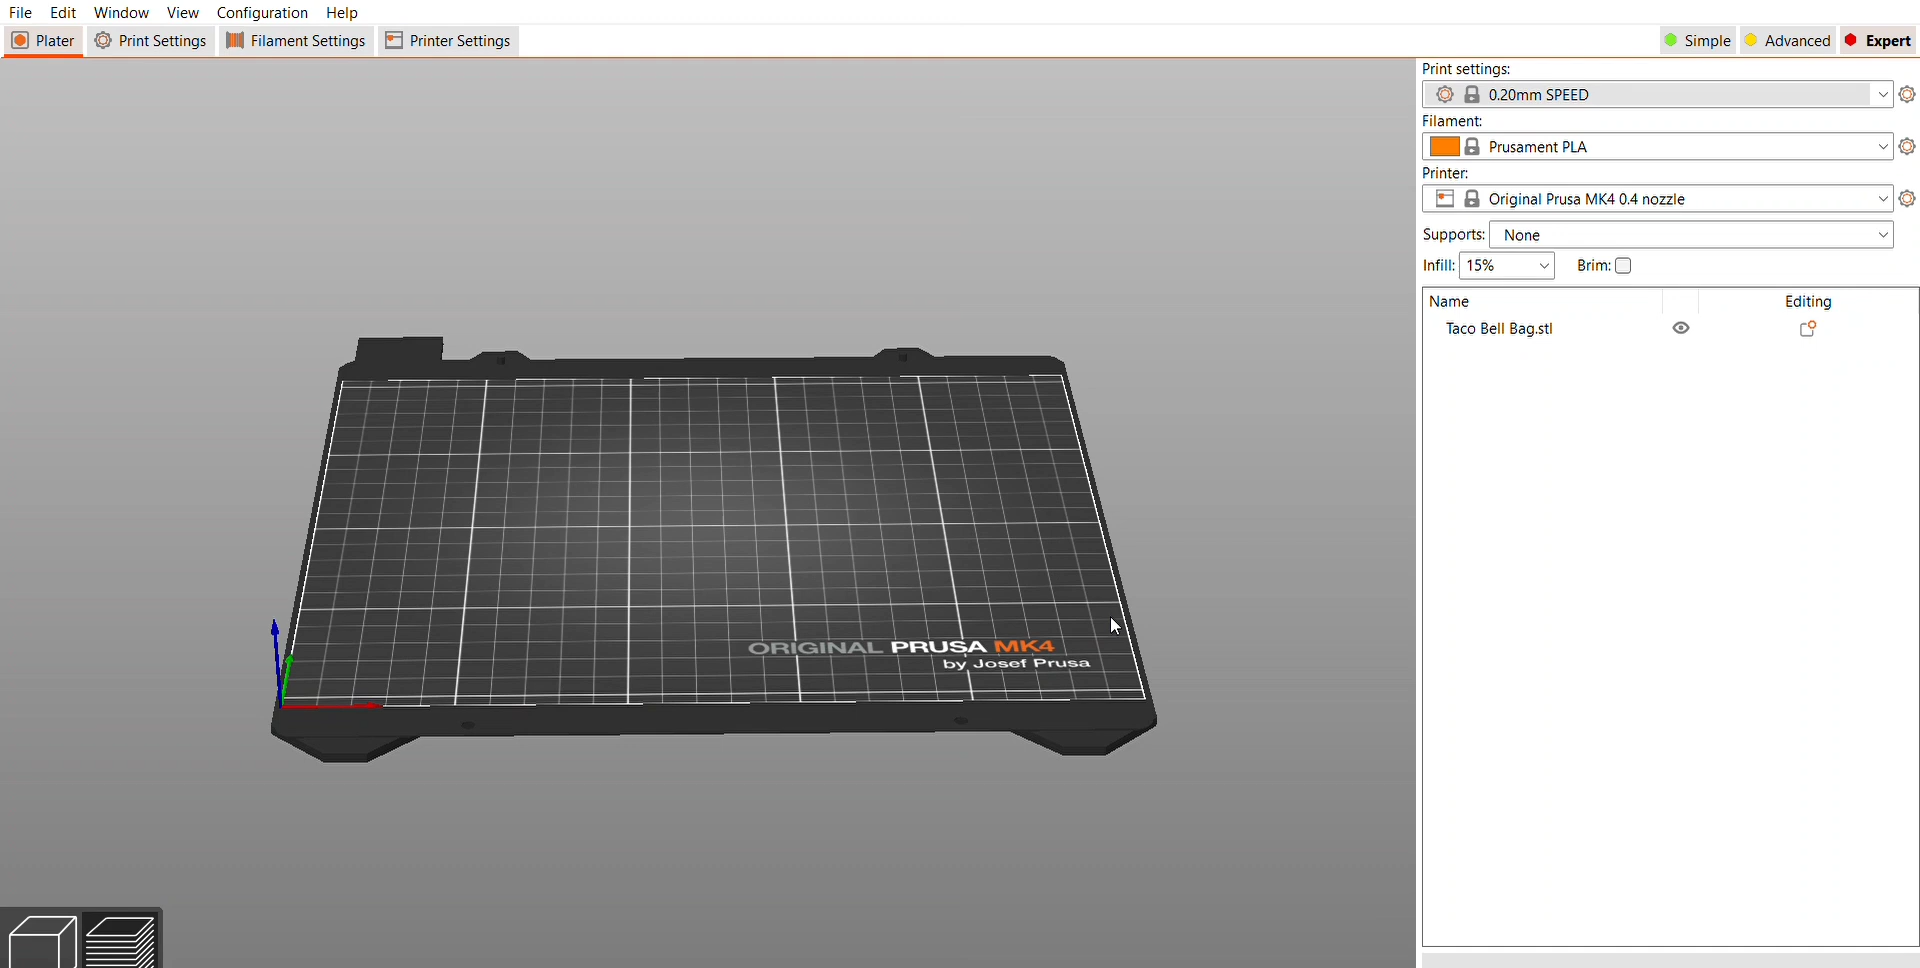 File Edit Window View Configuration Help
Plater Print Settings Filament Settings Printer Settings Simple Advanced Expert
Print settings:
0.20mm SPEED
Filament:
Prusament PLA
Printer:
Original Prusa MK4 0.4 nozzle
Supports: None
Infill: 15% Brim:
Name Editing
Taco Bell Bag.stl
ORIGINAL PRUSA MK4
by Josef Prusa